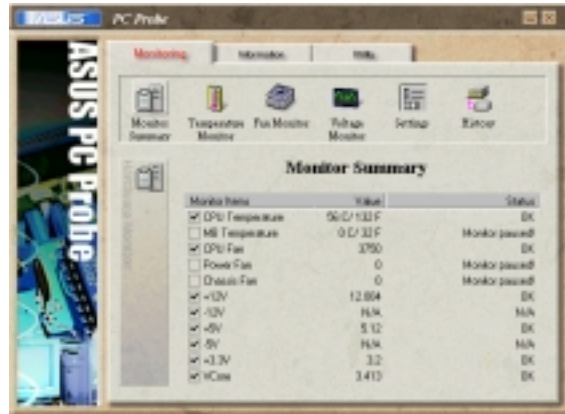 ASUS PC Probe
Monitoring Information Utility
Monitor Summary
Temperature Monitor
Fan Monitor
Voltage Monitor
Settings
History
ASUS PC Probe
Hardware Monitor
Monitor Summary
Monitor Items Value Status
CPU Temperature 56 C/ 132 F OK
MB Temperature 0 C/ 32 F Monitor paused!
CPU Fan 3750 OK
Power Fan 0 Monitor paused!
Chassis Fan 0 Monitor paused!
+12V 12.864 OK
-12V N/A N/A
+5V 5.12 OK
-5V N/A N/A
+3.3V 3.2 OK
VCore 3.413 OK